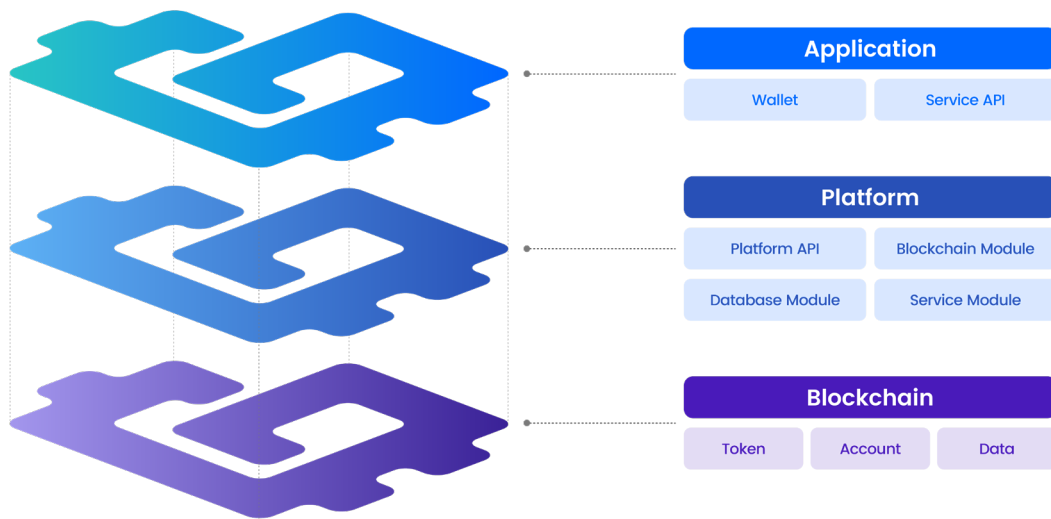 Application
Wallet Service API
Platform
Platform API Blockchain Module
Database Module Service Module
Blockchain
Token Account Data